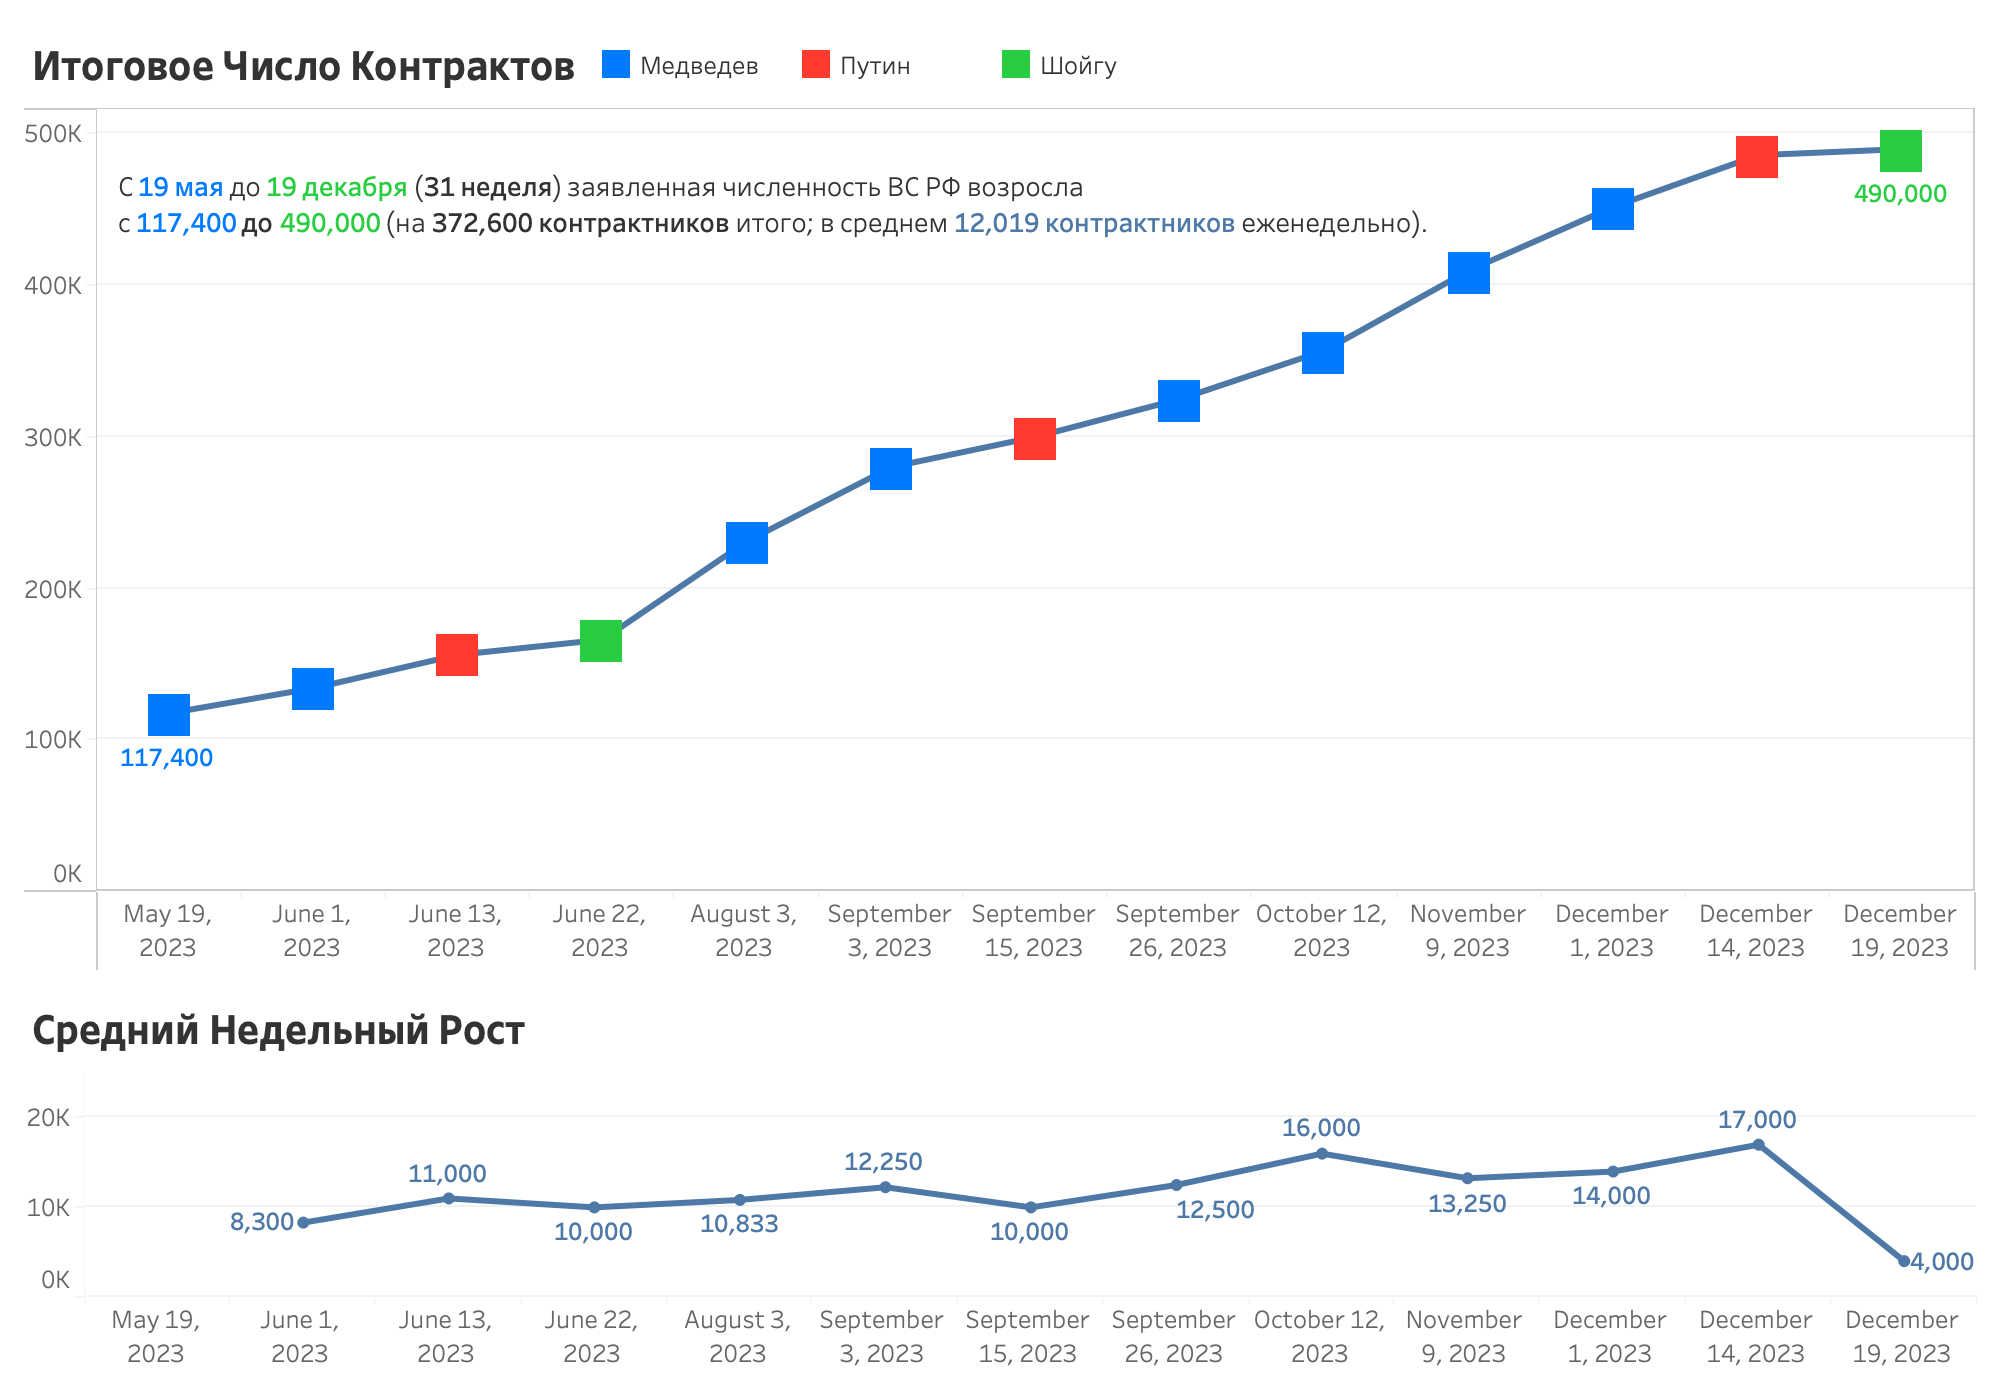 Итоговое Число Контрактов
Медведев
Путин
Шойгу
500K
400K
300K
200K
100K
0K
С 19 мая до 19 декабря (31 неделя) заявленная численность ВС РФ возросла
с 117,400 до 490,000 (на 372,600 контрактников итого; в среднем 12,019 контрактников еженедельно).
490,000
117,400
May 19, June 1, June 13, June 22, August 3, September September September October 12, November December December December
2023 2023 2023 2023 2023 3, 2023 15, 2023 26, 2023 2023 9, 2023 1, 2023 14, 2023 19, 2023
Средний Недельный Рост
20K
10K
0K
8,300
11,000
10,000
10,833
12,250
10,000
12,500
16,000
13,250
14,000
17,000
4,000
May 19, June 1, June 13, June 22, August 3, September September September October 12, November December December December
2023 2023 2023 2023 2023 3, 2023 15, 2023 26, 2023 2023 9, 2023 1, 2023 14, 2023 19, 2023